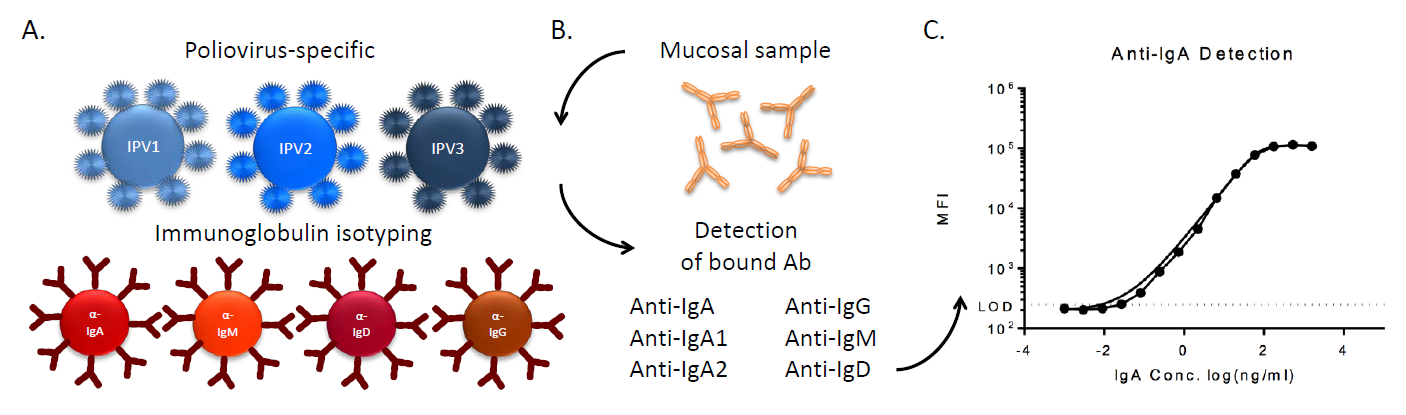 A.
Poliovirus-specific
IPV1
IPV2
IPV3
Immunoglobulin isotyping
α-
IgA
α-
IgM
α-
IgD
α-
IgG
B.
Mucosal sample
Detection
of bound Ab
Anti-IgA
Anti-IgG
Anti-IgA1
Anti-IgM
Anti-IgA2
Anti-IgD
C.
Anti-IgA Detection
MFI
10⁶
10⁵
10⁴
10³
LOD
10²
-4 -2 0 2 4
IgA Conc. log(ng/ml)